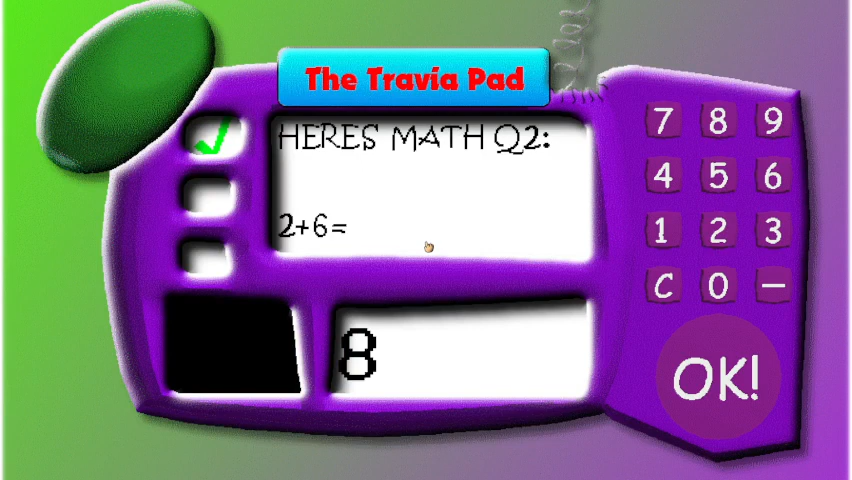 The Travia Pad
HERES MATH Q2:
2+6=
8
7 8 9
4 5 6
1 2 3
C 0 -
OK!